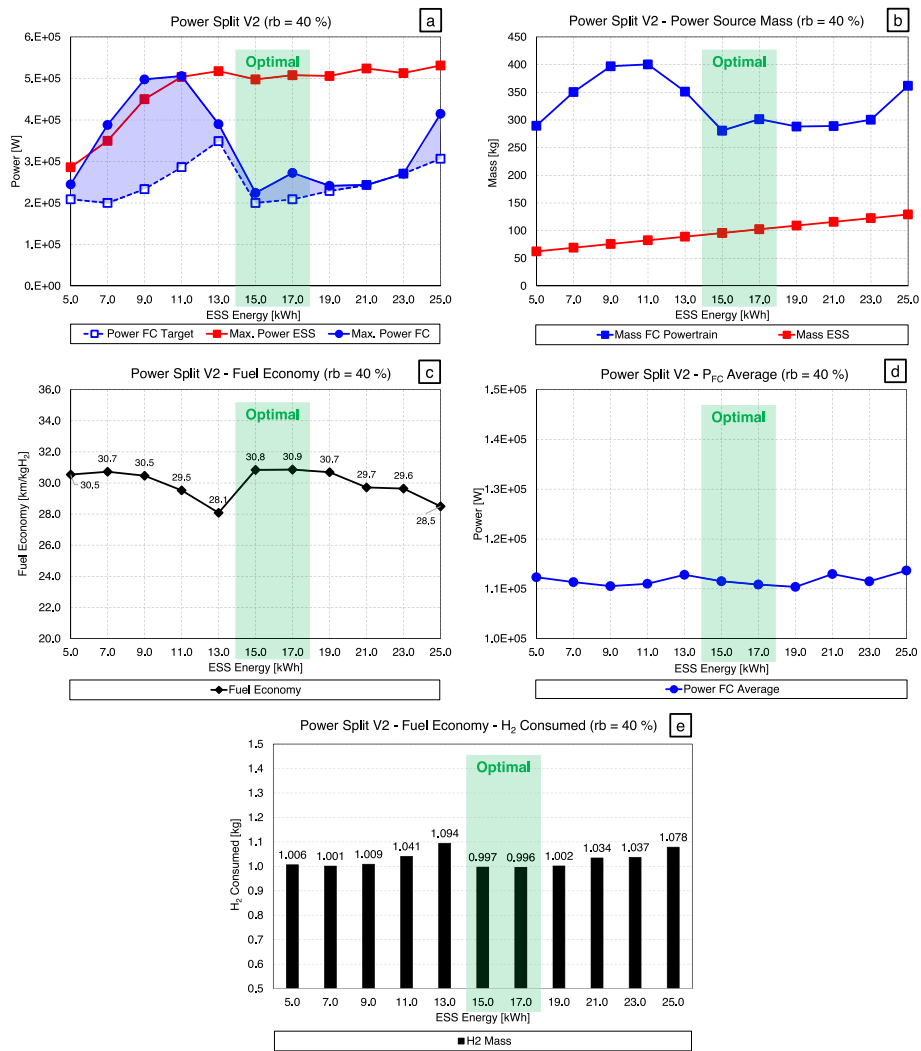 Power Split V2 (rb = 40 %)
a
Optimal
Power [W]
6.E+05
5.E+05
4.E+05
3.E+05
2.E+05
1.E+05
0.E+00
5.0 7.0 9.0 11.0 13.0 15.0 17.0 19.0 21.0 23.0 25.0
ESS Energy [kWh]
Power FC Target Max. Power ESS Max. Power FC
Power Split V2 - Power Source Mass (rb = 40 %)
b
Optimal
Mass [kg]
450
400
350
300
250
200
150
100
50
0
5.0 7.0 9.0 11.0 13.0 15.0 17.0 19.0 21.0 23.0 25.0
ESS Energy [kWh]
Mass FC Powertrain Mass ESS
Power Split V2 - Fuel Economy (rb = 40 %)
c
Optimal
Fuel Economy [km/kgH₂]
36.0
34.0
32.0
30.0
28.0
26.0
24.0
22.0
20.0
30,5 30.7 30.5 29.5 28.1 30.8 30.9 30.7 29.7 29.6 28,5
5.0 7.0 9.0 11.0 13.0 15.0 17.0 19.0 21.0 23.0 25.0
ESS Energy [kWh]
Fuel Economy
Power Split V2 - P_FC Average (rb = 40 %)
d
Optimal
Power [W]
1.5E+05
1.4E+05
1.3E+05
1.2E+05
1.1E+05
1.0E+05
5.0 7.0 9.0 11.0 13.0 15.0 17.0 19.0 21.0 23.0 25.0
ESS Energy [kWh]
Power FC Average
Power Split V2 - Fuel Economy - H₂ Consumed (rb = 40 %)
e
Optimal
H₂ Consumed [kg]
1.5
1.4
1.3
1.2
1.1
1.0
0.9
0.8
0.7
0.6
0.5
1.006 1.001 1.009 1.041 1.094 0.997 0.996 1.002 1.034 1.037 1.078
5.0 7.0 9.0 11.0 13.0 15.0 17.0 19.0 21.0 23.0 25.0
ESS Energy [kWh]
H2 Mass